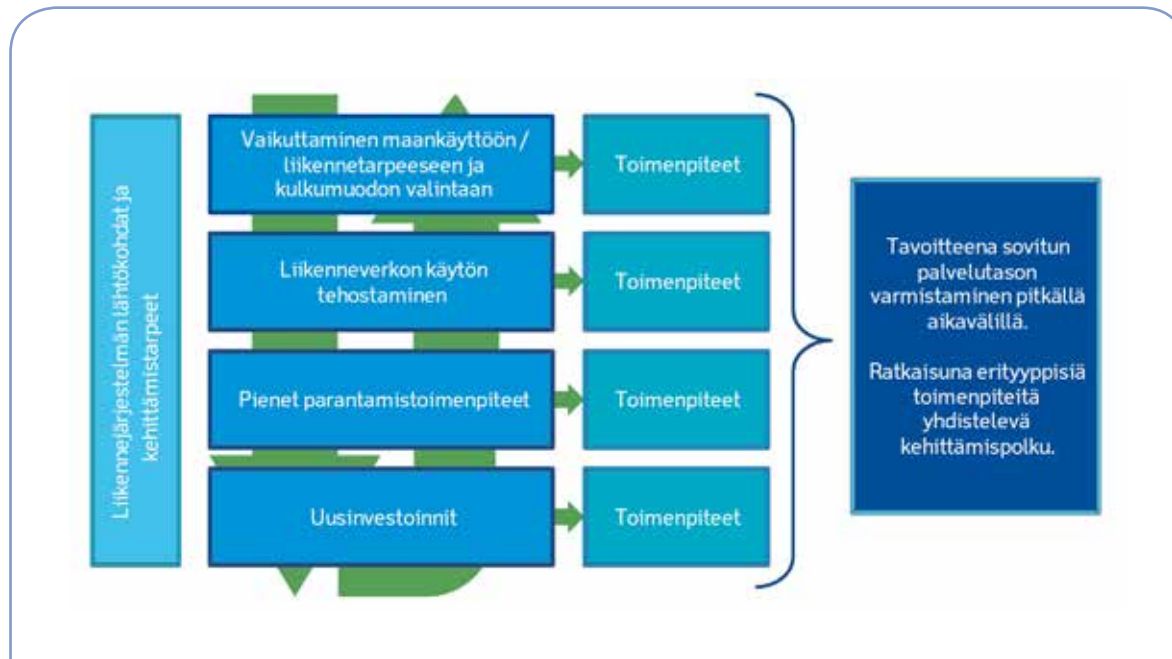 Liikennejärjestelmän lähtökohdat ja
kehittämistarpeet
Vaikuttaminen maankäyttöön /
liikennetarpeeseen ja
kulkumuodon valintaan
Toimenpiteet
Liikenneverkon käytön
tehostaminen
Toimenpiteet
Pienet parantamistoimenpiteet
Toimenpiteet
Uusinvestoinnit
Toimenpiteet
Tavoitteena sovitun
palvelutason
varmistaminen pitkällä
aikavälillä.
Ratkaisuna erityyppisiä
toimenpiteitä
yhdistelevä
kehittämispolku.